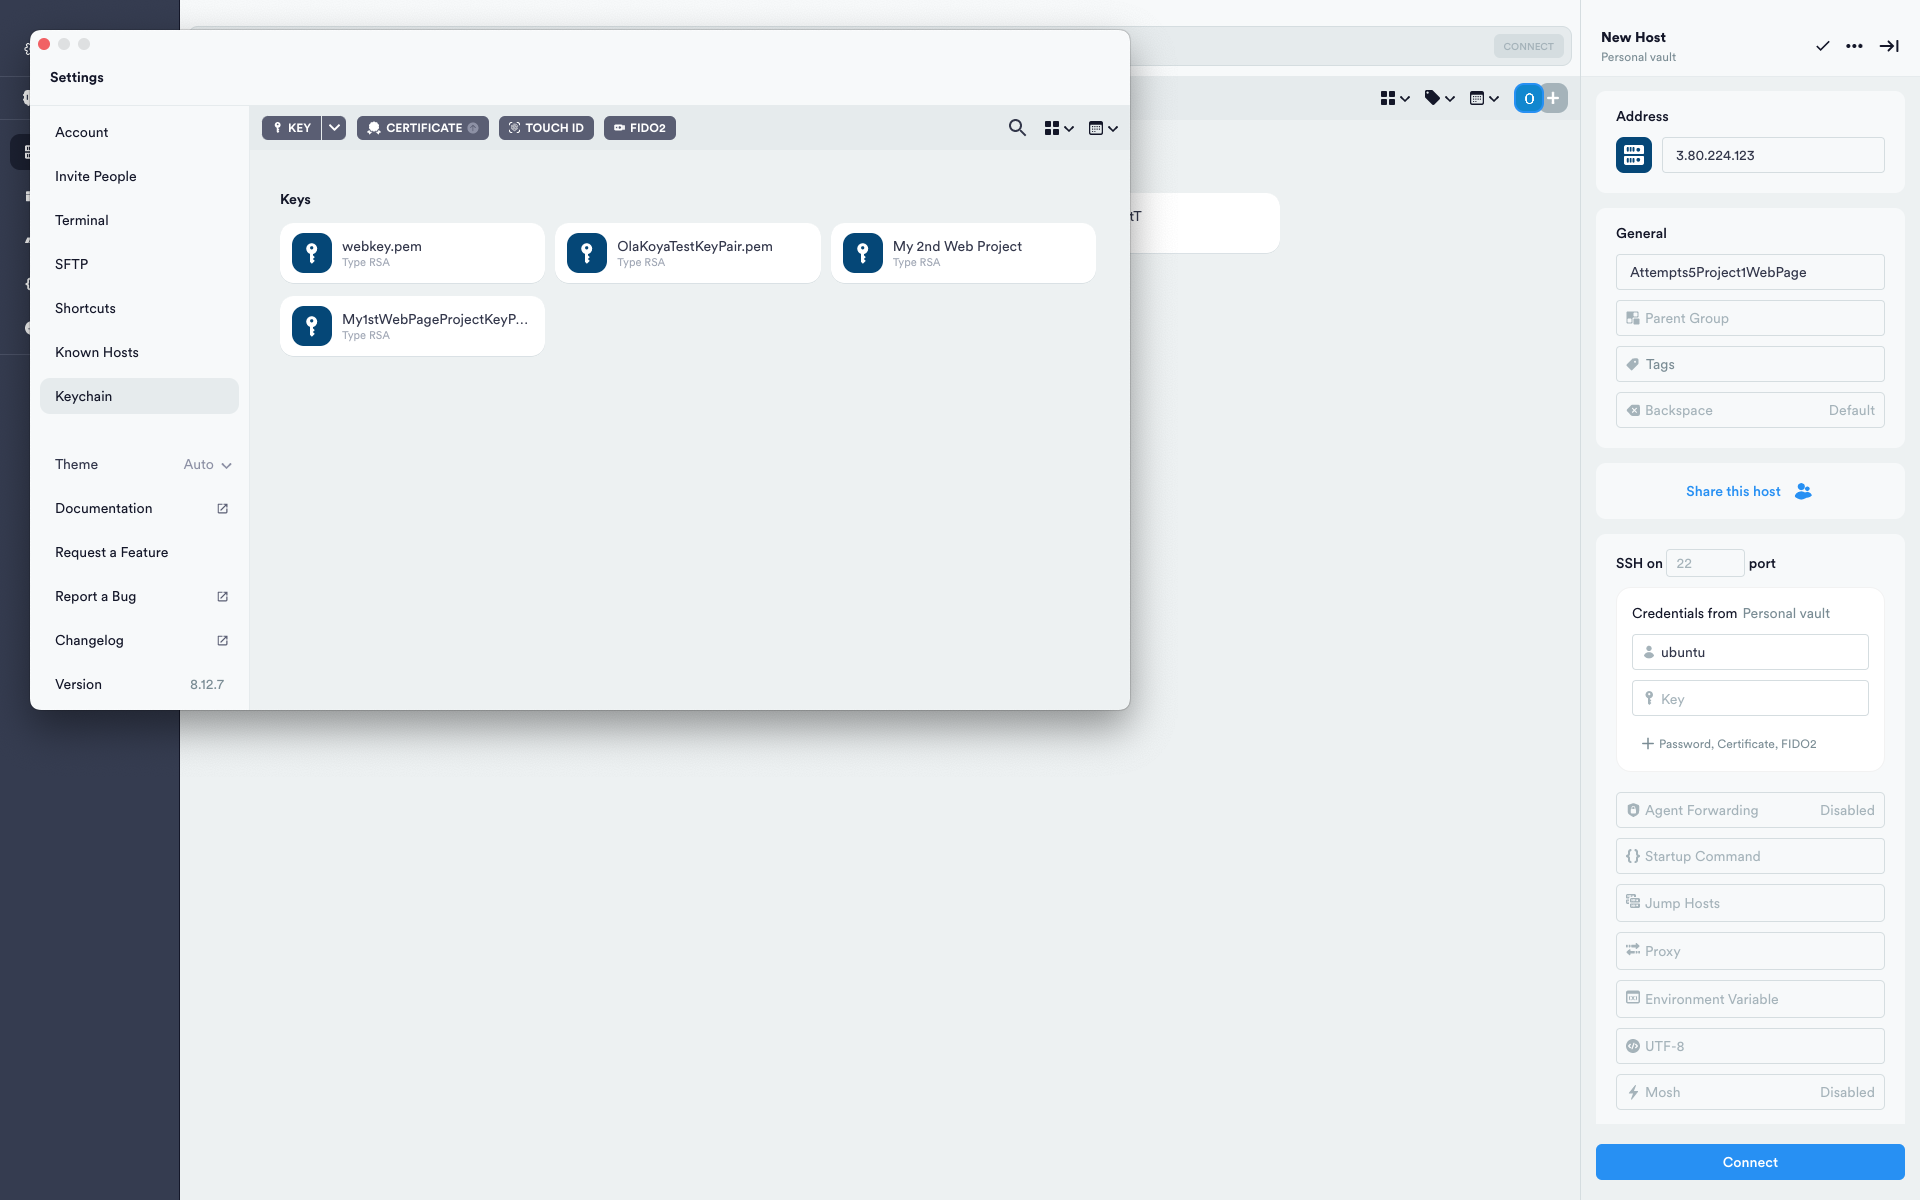 Settings
Account
Invite People
Terminal
SFTP
Shortcuts
Known Hosts
Keychain
Theme Auto
Documentation
Request a Feature
Report a Bug
Changelog
Version 8.12.7
KEY CERTIFICATE TOUCH ID FIDO2
Keys
webkey.pem
Type RSA
OlaKoyaTestKeyPair.pem
Type RSA
My 2nd Web Project
Type RSA
My1stWebPageProjectKeyP...
Type RSA
CONNECT
0
tT
New Host
Personal vault
Address
3.80.224.123
General
Attempts5Project1WebPage
Parent Group
Tags
Backspace Default
Share this host
SSH on 22 port
Credentials from Personal vault
ubuntu
Key
Password, Certificate, FIDO2
Agent Forwarding Disabled
{} Startup Command
Jump Hosts
Proxy
Environment Variable
UTF-8
Mosh Disabled
Connect